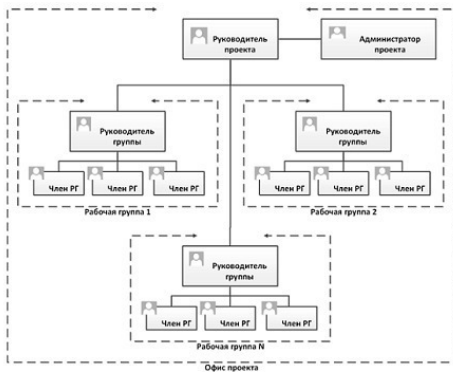 Руководитель
проекта
Администратор
проекта
Руководитель
группы
Руководитель
группы
Член РГ
Член РГ
Член РГ
Член РГ
Член РГ
Член РГ
Рабочая группа 1
Рабочая группа 2
Руководитель
группы
Член РГ
Член РГ
Член РГ
Рабочая группа N
Офис проекта